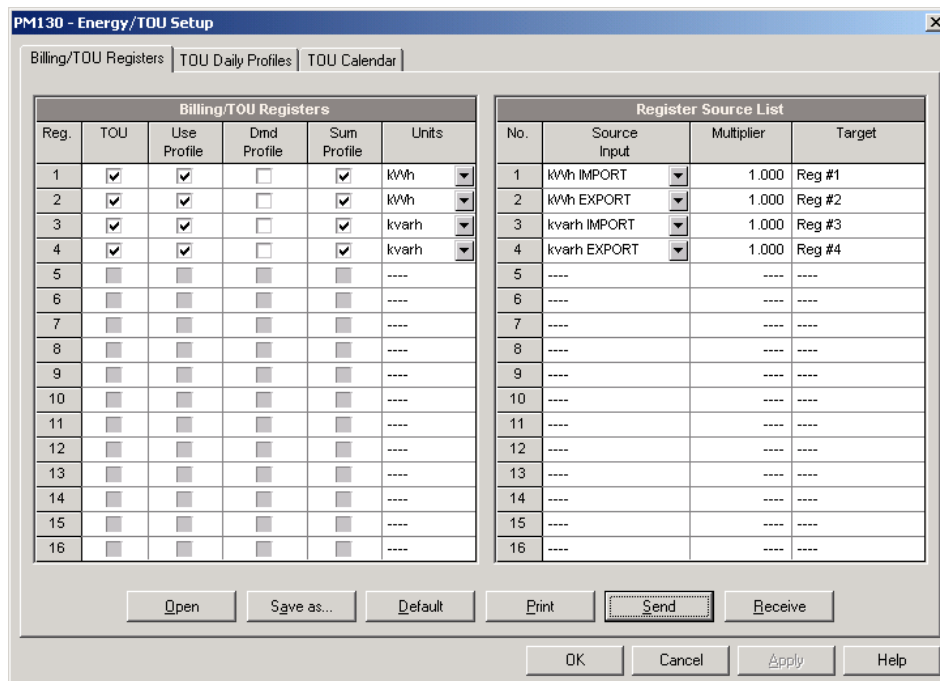 PM130 - Energy/TOU Setup
Billing/TOU Registers TOU Daily Profiles TOU Calendar
Billing/TOU Registers
Reg. TOU Use Profile Dmd Profile Sum Profile Units
1 kWh
2 kWh
3 kvarh
4 kvarh
5 ----
6 ----
7 ----
8 ----
9 ----
10 ----
11 ----
12 ----
13 ----
14 ----
15 ----
16 ----
Register Source List
No. Source Input Multiplier Target
1 kWh IMPORT 1.000 Reg #1
2 kWh EXPORT 1.000 Reg #2
3 kvarh IMPORT 1.000 Reg #3
4 kvarh EXPORT 1.000 Reg #4
5 ---- ---- ----
6 ---- ---- ----
7 ---- ---- ----
8 ---- ---- ----
9 ---- ---- ----
10 ---- ---- ----
11 ---- ---- ----
12 ---- ---- ----
13 ---- ---- ----
14 ---- ---- ----
15 ---- ---- ----
16 ---- ---- ----
Open Save as... Default Print Send Receive
OK Cancel Apply Help